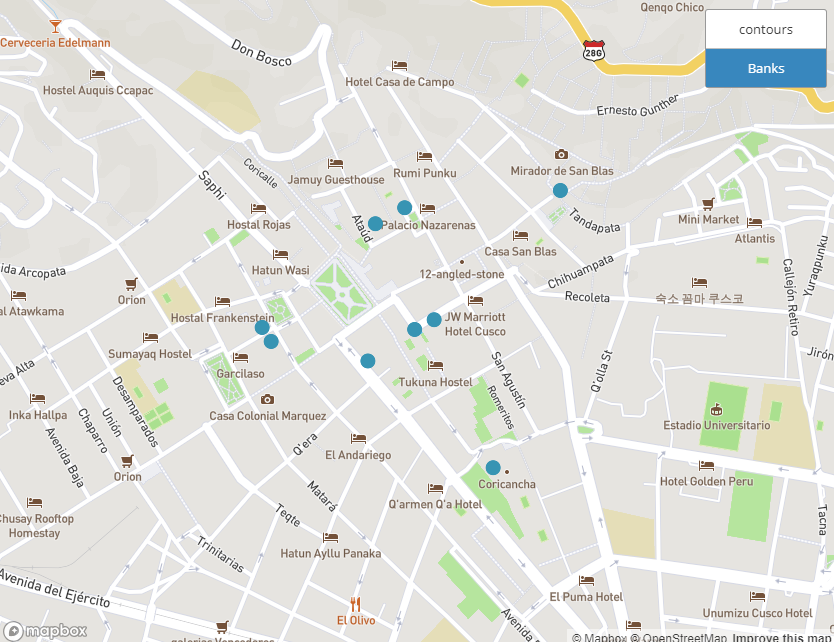 Qenqo Chico
contours
Banks
28G
Cerveceria Edelmann
Don Bosco
Hotel Casa de Campo
Hostel Auquis Ccapac
Ernesto Gunther
Coricalle
Saphi
Jamuy Guesthouse
Rumi Punku
Mirador de San Blas
Hostal Rojas
Ataúd
Palacio Nazarenas
Tandapata
Mini Market
Atlantis
Casa San Blas
Callejón Retiro
Yuraqpunku
Hatun Wasi
12-angled-stone
Chihuampata
ida Arcopata
Orion
Recoleta
숙소 꼼마 쿠스코
al Atawkama
Hostal Frankenstein
JW Marriott
Hotel Cusco
Sumayaq Hostel
Garcilaso
Tukuna Hostel
San Agustín
Q'olla St
Jirón
eva Alta
Desamparados
Romeritos
Inka Hallpa
Unión
Chaparro
Casa Colonial Marquez
Estadio Universitario
Avenida Baja
Q'era
El Andariego
Orion
Coricancha
Hotel Golden Peru
Matará
Q'armen Q'a Hotel
Chusay Rooftop
Homestay
Teqte
Tacna
Trinitarias
Hatun Ayllu Panaka
Avenida del Ejército
El Puma Hotel
El Olivo
Unumizu Cusco Hotel
Avenida
galerias Vencedores
mapbox
© Mapbox © OpenStreetMap Improve this map